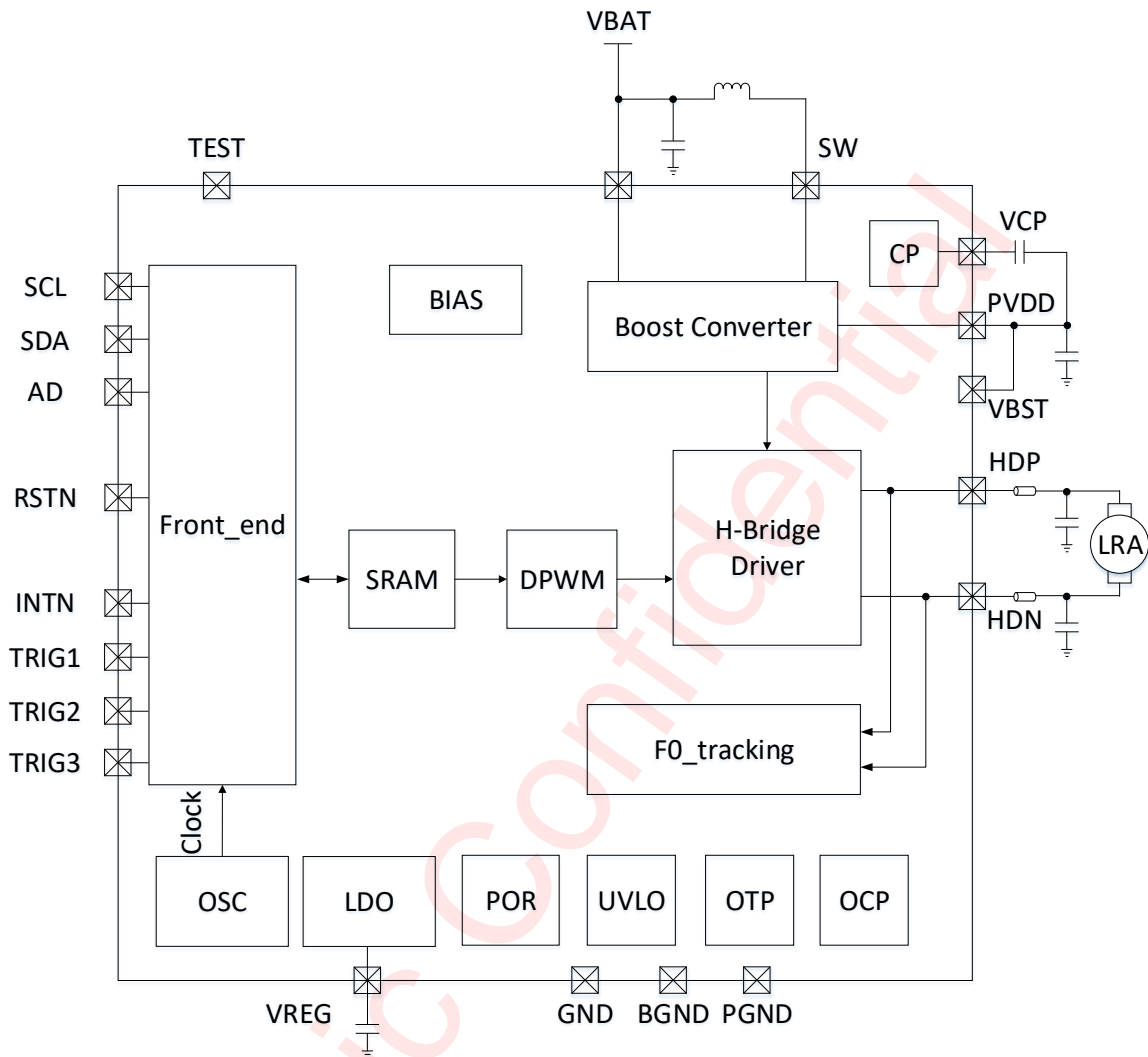 VBAT
TEST
SW
VCP
CP
SCL
BIAS
Boost Converter
PVDD
SDA
AD
VBST
HDP
RSTN
Front_end
H-Bridge
Driver
LRA
SRAM
DPWM
INTN
HDN
TRIG1
TRIG2
F0_tracking
TRIG3
Clock
OSC
LDO
POR
UVLO
OTP
OCP
VREG
GND
BGND
PGND
ic Confidential